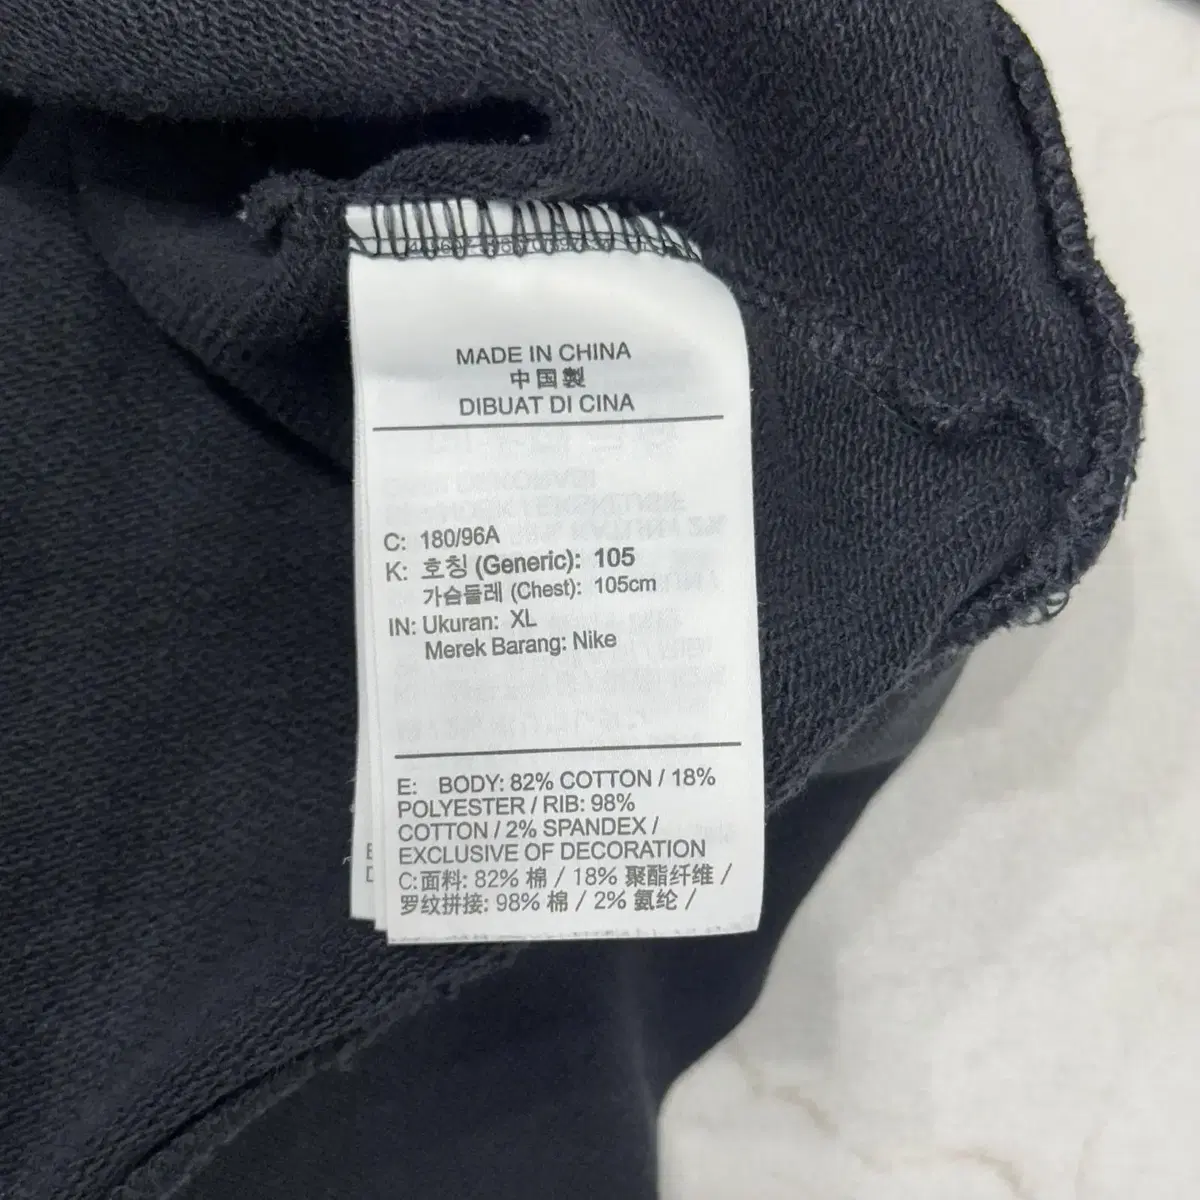 MADE IN CHINA
中国製
DIBUAT DI CINA
C: 180/96A
K: 호칭 (Generic): 105
가슴둘레 (Chest): 105cm
IN: Ukuran: XL
Merek Barang: Nike
E: BODY: 82% COTTON / 18%
POLYESTER / RIB: 98%
COTTON / 2% SPANDEX /
EXCLUSIVE OF DECORATION
C:面料: 82% 棉 / 18% 聚酯纤维 /
罗纹拼接: 98% 棉 / 2% 氨纶 /